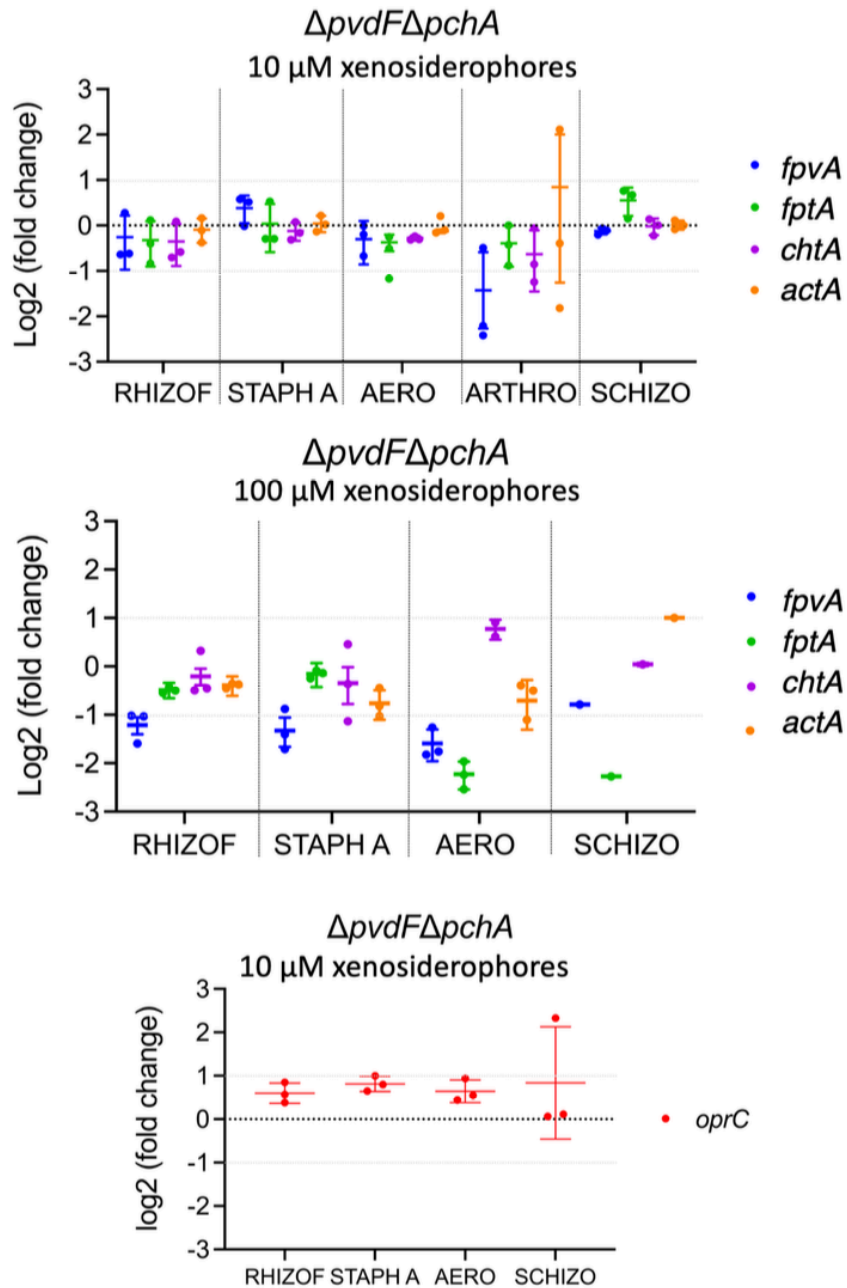 ΔpvdFΔpchA
10 µM xenosiderophores
Log2 (fold change)
3
2
1
0
-1
-2
-3
RHIZOF STAPH A AERO ARTHRO SCHIZO
fpvA
fptA
chtA
actA
ΔpvdFΔpchA
100 µM xenosiderophores
Log2 (fold change)
3
2
1
0
-1
-2
-3
RHIZOF STAPH A AERO SCHIZO
fpvA
fptA
chtA
actA
ΔpvdFΔpchA
10 µM xenosiderophores
log2 (fold change)
3
2
1
0
-1
-2
-3
RHIZOF STAPH A AERO SCHIZO
oprC